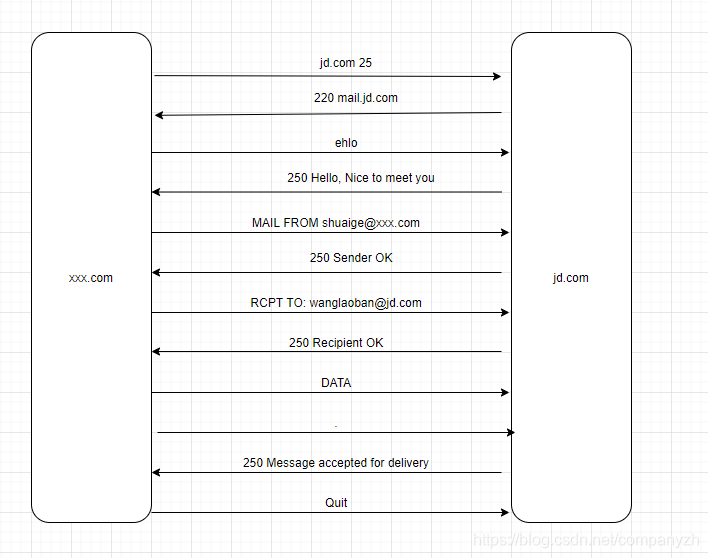 jd.com 25
220 mail.jd.com
ehlo
250 Hello, Nice to meet you
MAIL FROM shuaige@xxx.com
250 Sender OK
xxx.com
jd.com
RCPT TO: wanglaoban@jd.com
250 Recipient OK
DATA
.
250 Message accepted for delivery
Quit
https://blog.csdn.net/companyzh